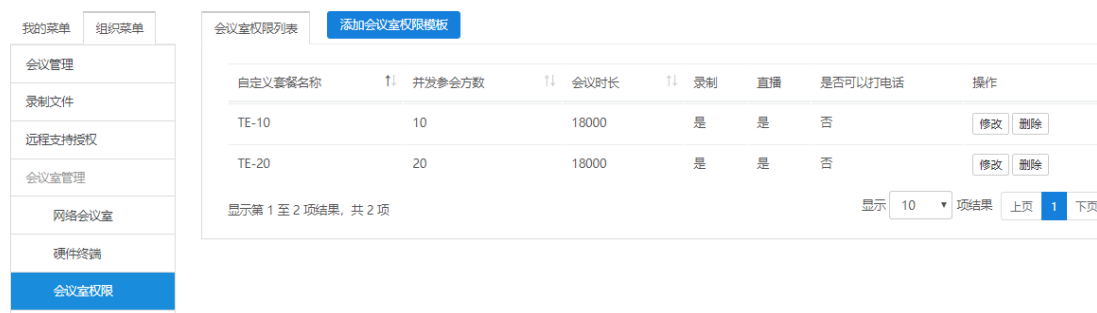 我的菜单 组织菜单 会议室权限列表 添加会议室权限模板
会议管理
录制文件
远程支持授权
会议室管理
网络会议室
硬件终端
会议室权限
自定义套餐名称 并发参会方数 会议时长 录制 直播 是否可以打电话 操作
TE-10 10 18000 是 是 否 修改 删除
TE-20 20 18000 是 是 否 修改 删除
显示第 1 至 2 项结果，共 2 项 显示 10 项结果 上页 1 下页